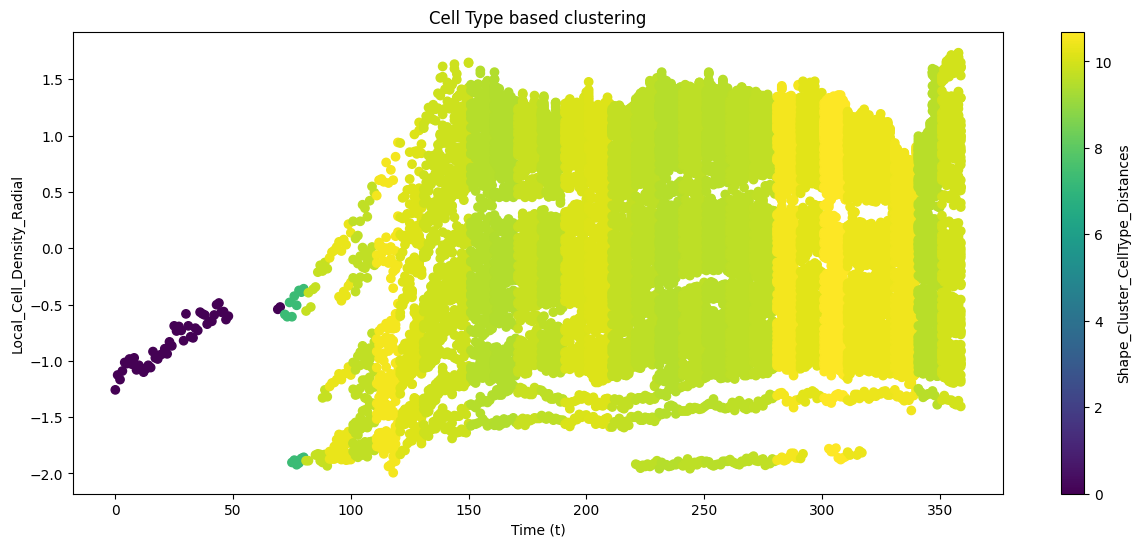 Cell Type based clustering
Local_Cell_Density_Radial
1.5
1.0
0.5
0.0
−0.5
−1.0
−1.5
−2.0
0 50 100 150 200 250 300 350
Time (t)
10
8
6
4
2
0
Shape_Cluster_CellType_Distances